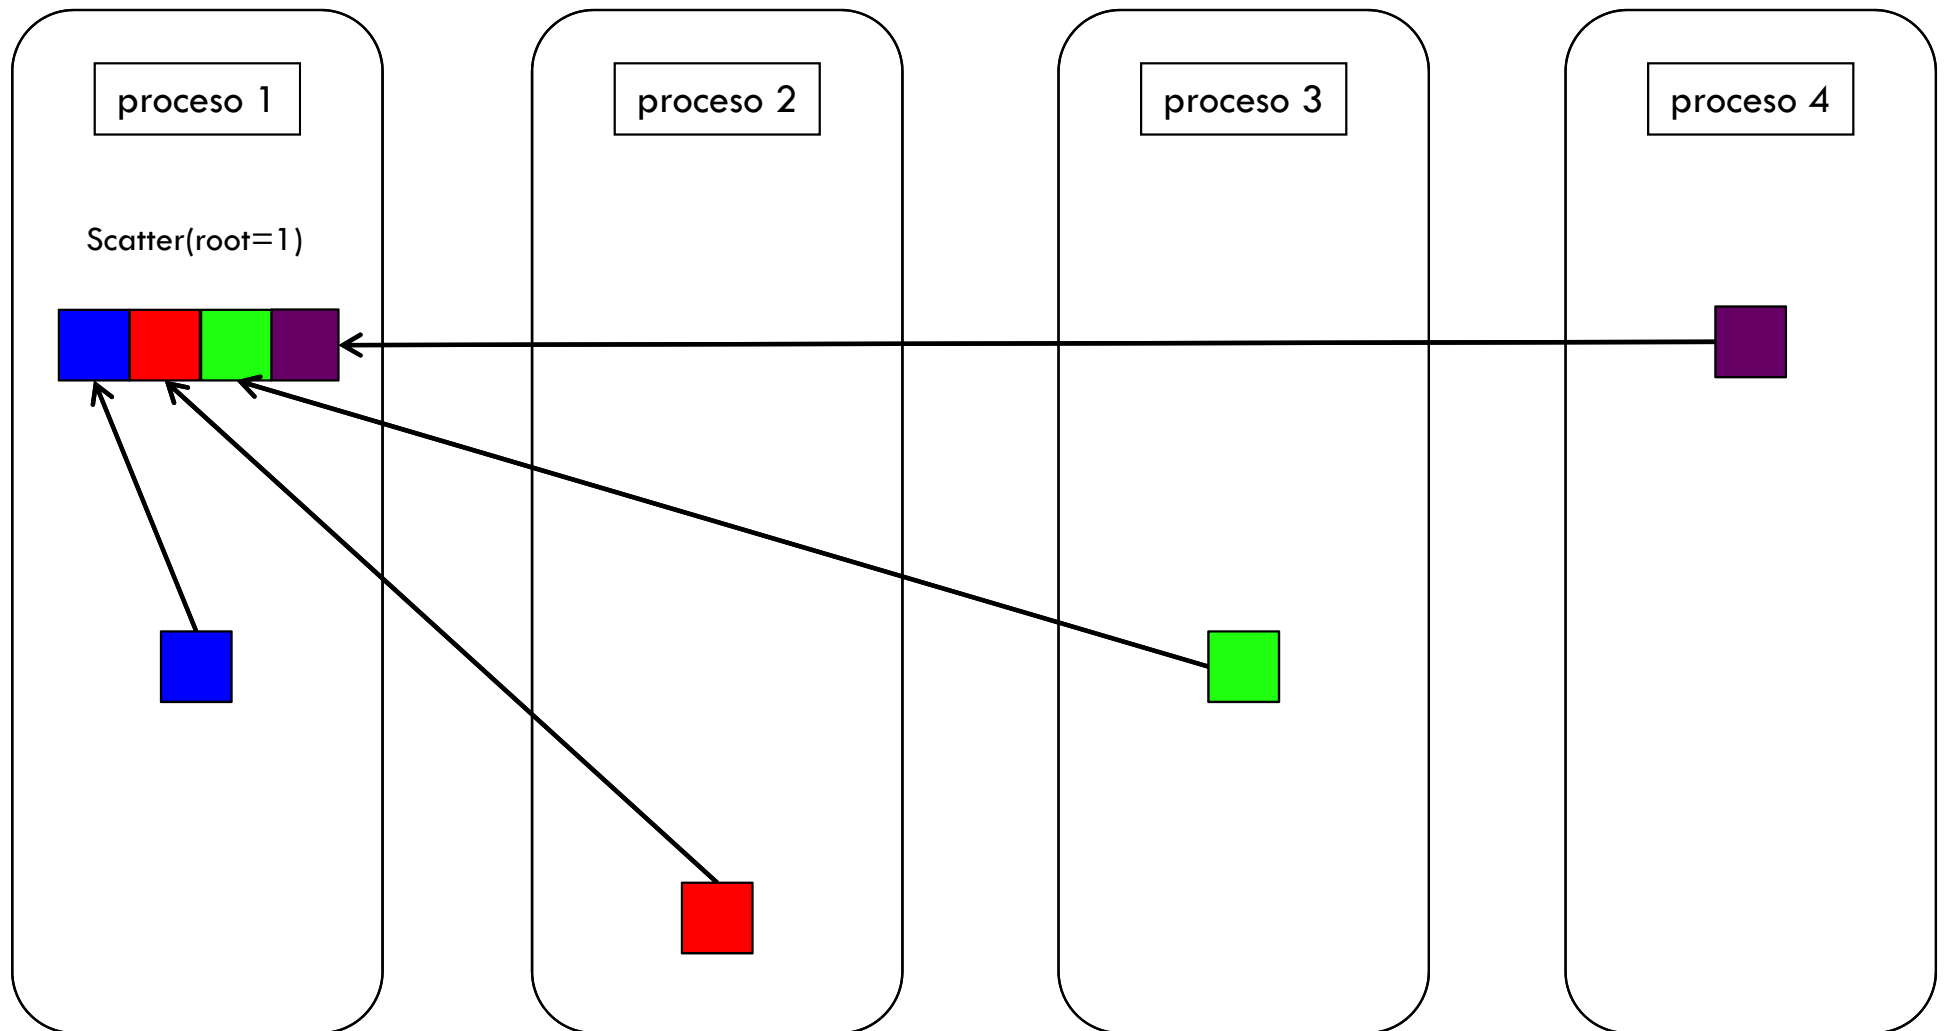 proceso 1
proceso 2
proceso 3
proceso 4
Scatter(root=1)